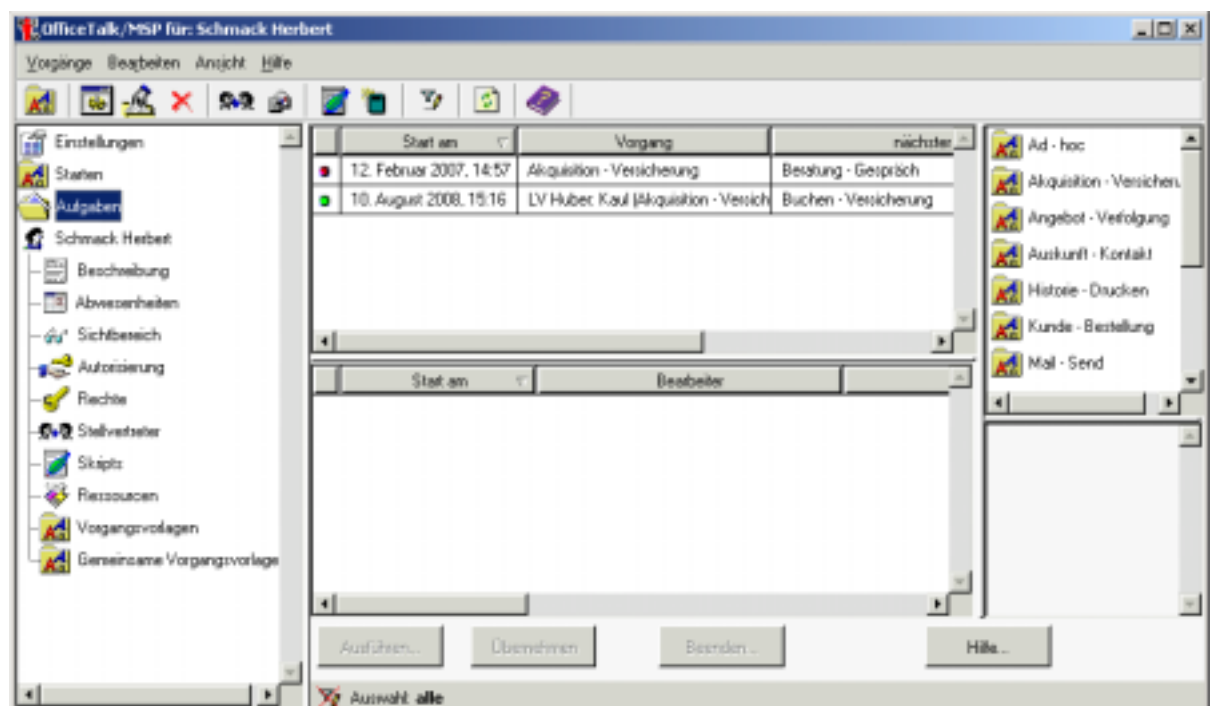 OfficeTalk/MSP für: Schmack Herbert
Vorgänge Bearbeiten Ansicht Hilfe
Einstellungen
Starten
Aufgaben
Schmack Herbert
Beschreibung
Abwesenheiten
Sichtbereich
Autorisierung
Rechte
Stellvertreter
Skripts
Ressourcen
Vorgangsvorlagen
Gemeinsame Vorgangsvorlage
Start am Vorgang nächster
12. Februar 2007, 14:57 Akquisition - Versicherung Beratung - Gespräch
10. August 2008, 15:16 LV Huber, Kaul (Akquisition - Versich Buchen - Versicherung
Start am Bearbeiter
Ausführen... Übernehmen Beenden... Hilfe...
Auswahl: alle
Ad - hoc
Akquisition - Versicheru
Angebot - Verfolgung
Auskunft - Kontakt
Historie - Drucken
Kunde - Bestellung
Mail - Send